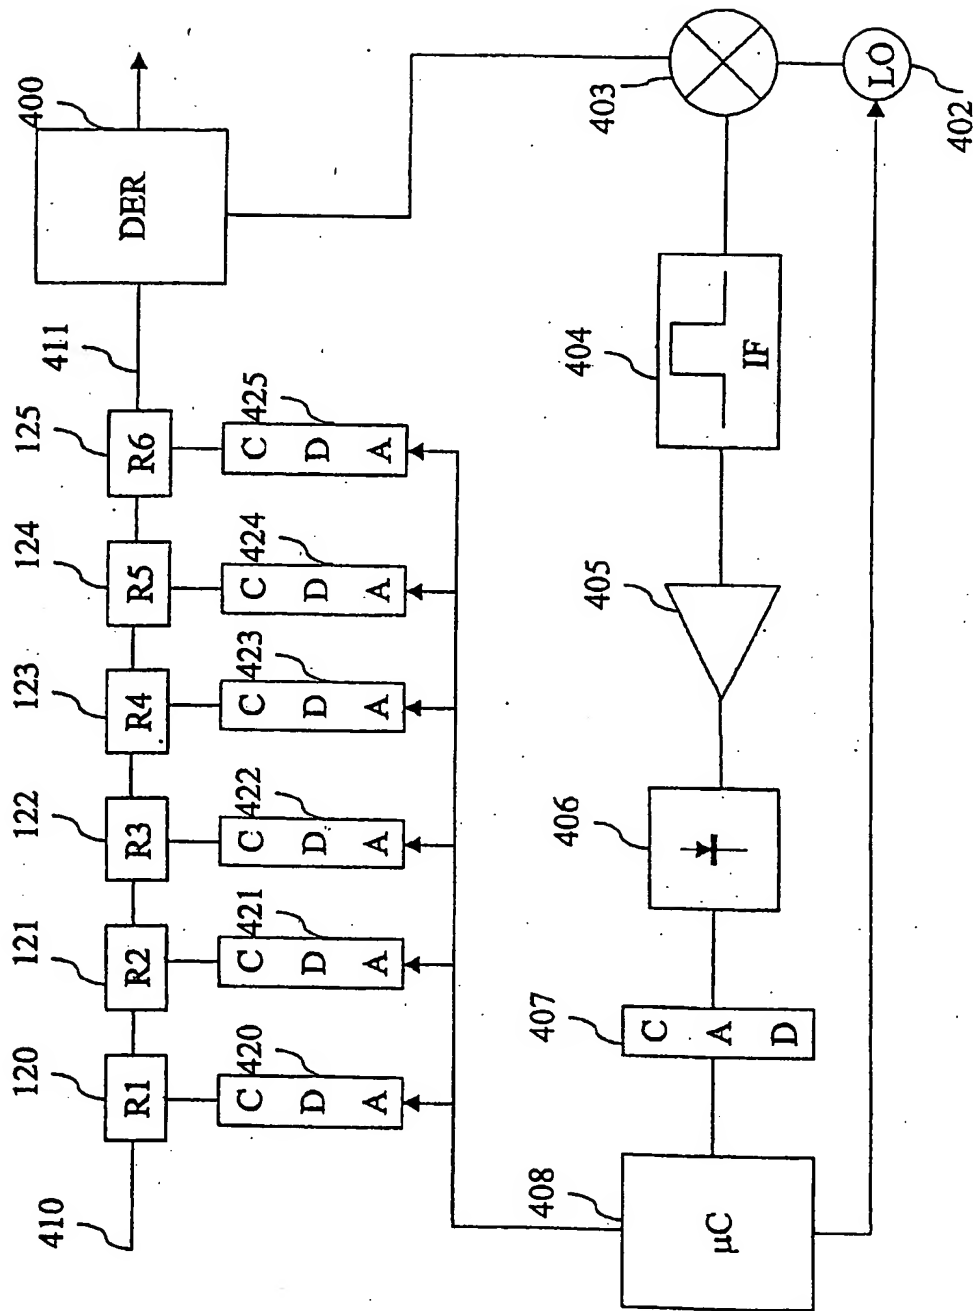 120 121 122 123 124 125 411 400
410 R1 R2 R3 R4 R5 R6 DER
420 421 422 423 424 425
C C C C C C
D D D D D D
A A A A A A
408 407 406 405 404 403
µC
C
A
D
IF
LO
402